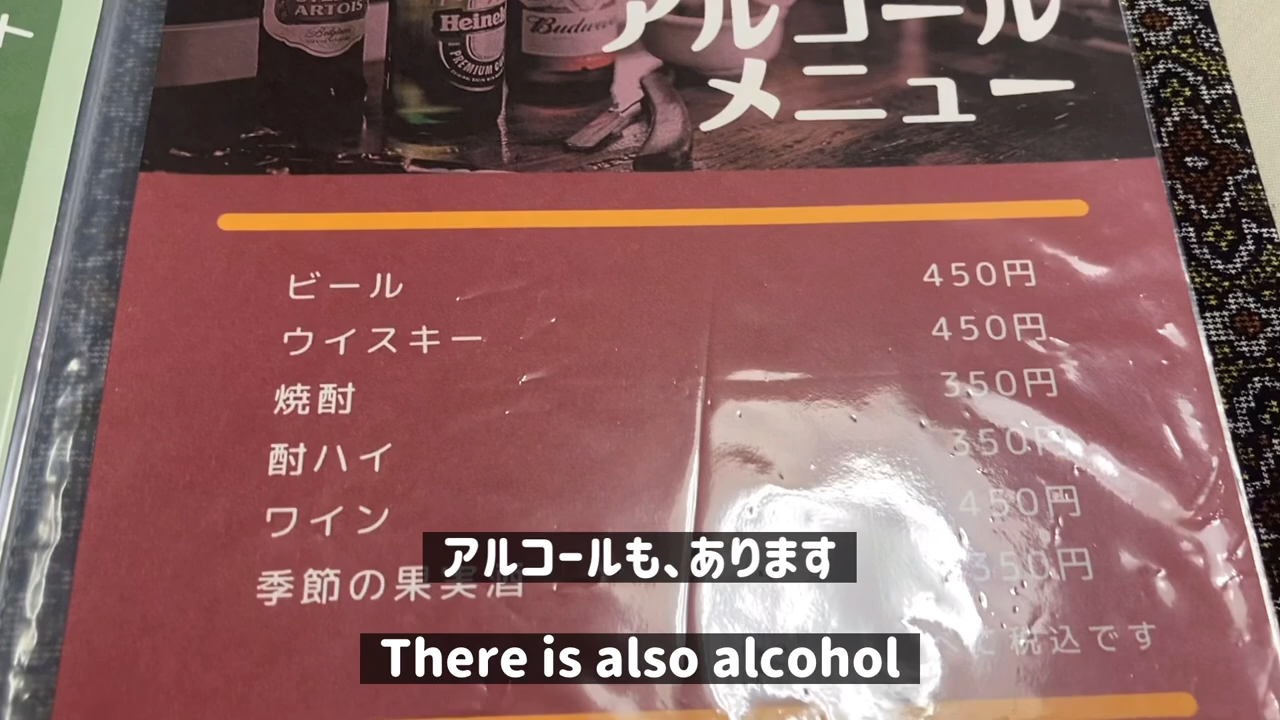 ARTOIS
Belgium
Heineken
PREMIUM
Budwe
アルコール
メニュー
ビール 450円
ウイスキー 450円
焼酎 350円
酎ハイ 350円
ワイン 450円
アルコールも、あります
季節の果実酒 350円
税込です
There is also alcohol